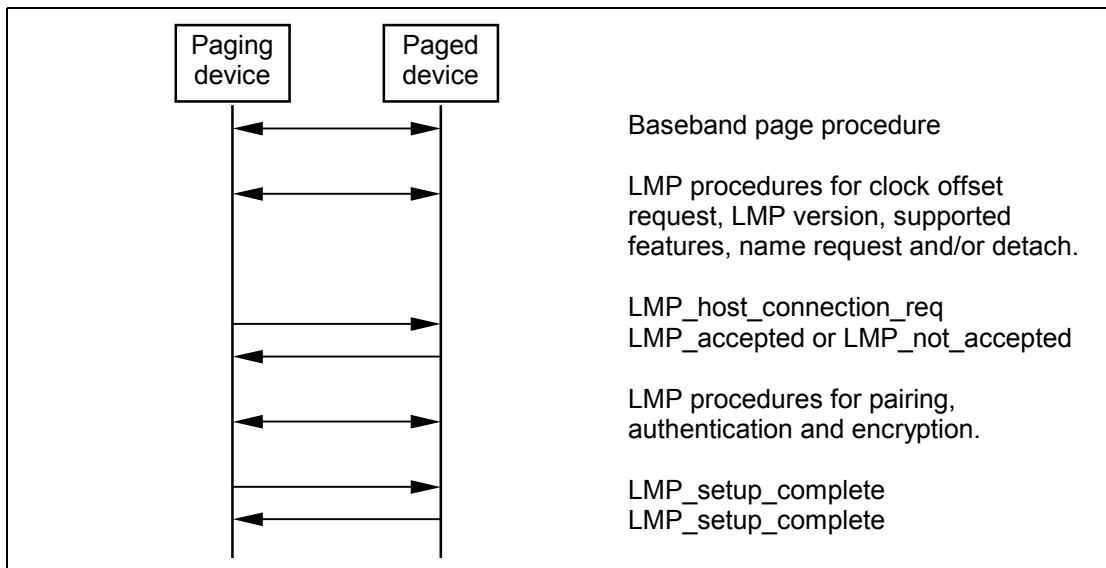 Paging
device
Paged
device
Baseband page procedure
LMP procedures for clock offset
request, LMP version, supported
features, name request and/or detach.
LMP_host_connection_req
LMP_accepted or LMP_not_accepted
LMP procedures for pairing,
authentication and encryption.
LMP_setup_complete
LMP_setup_complete